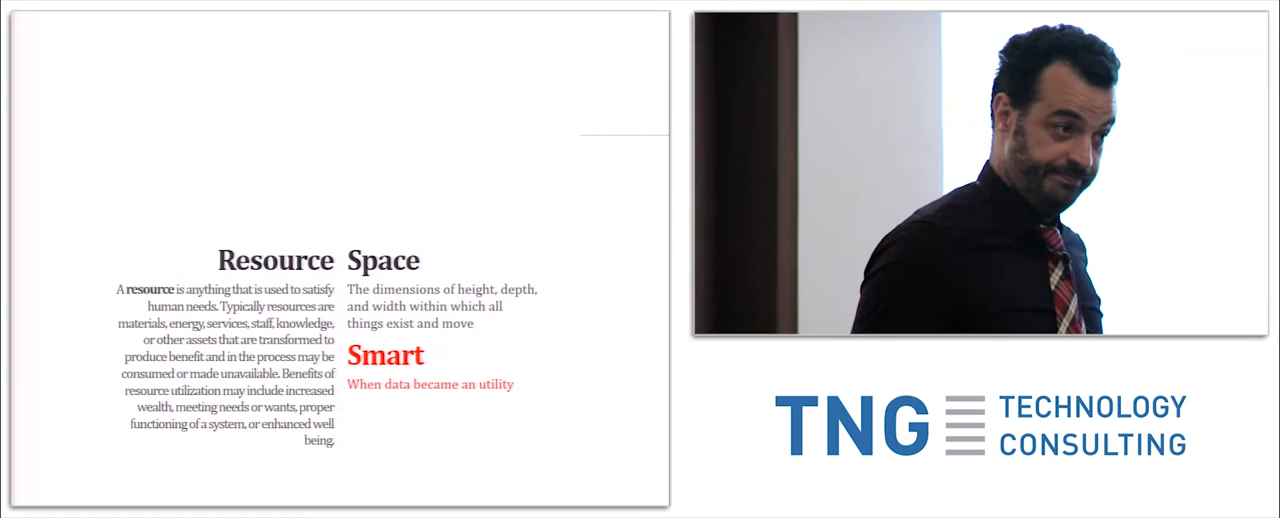 Resource
A resource is anything that is used to satisfy
human needs. Typically resources are
materials, energy, services, staff, knowledge,
or other assets that are transformed to
produce benefit and in the process may be
consumed or made unavailable. Benefits of
resource utilization may include increased
wealth, meeting needs or wants, proper
functioning of a system, or enhanced well
being.
Space
The dimensions of height, depth,
and width within which all
things exist and move
Smart
When data became an utility
TNG TECHNOLOGY
CONSULTING